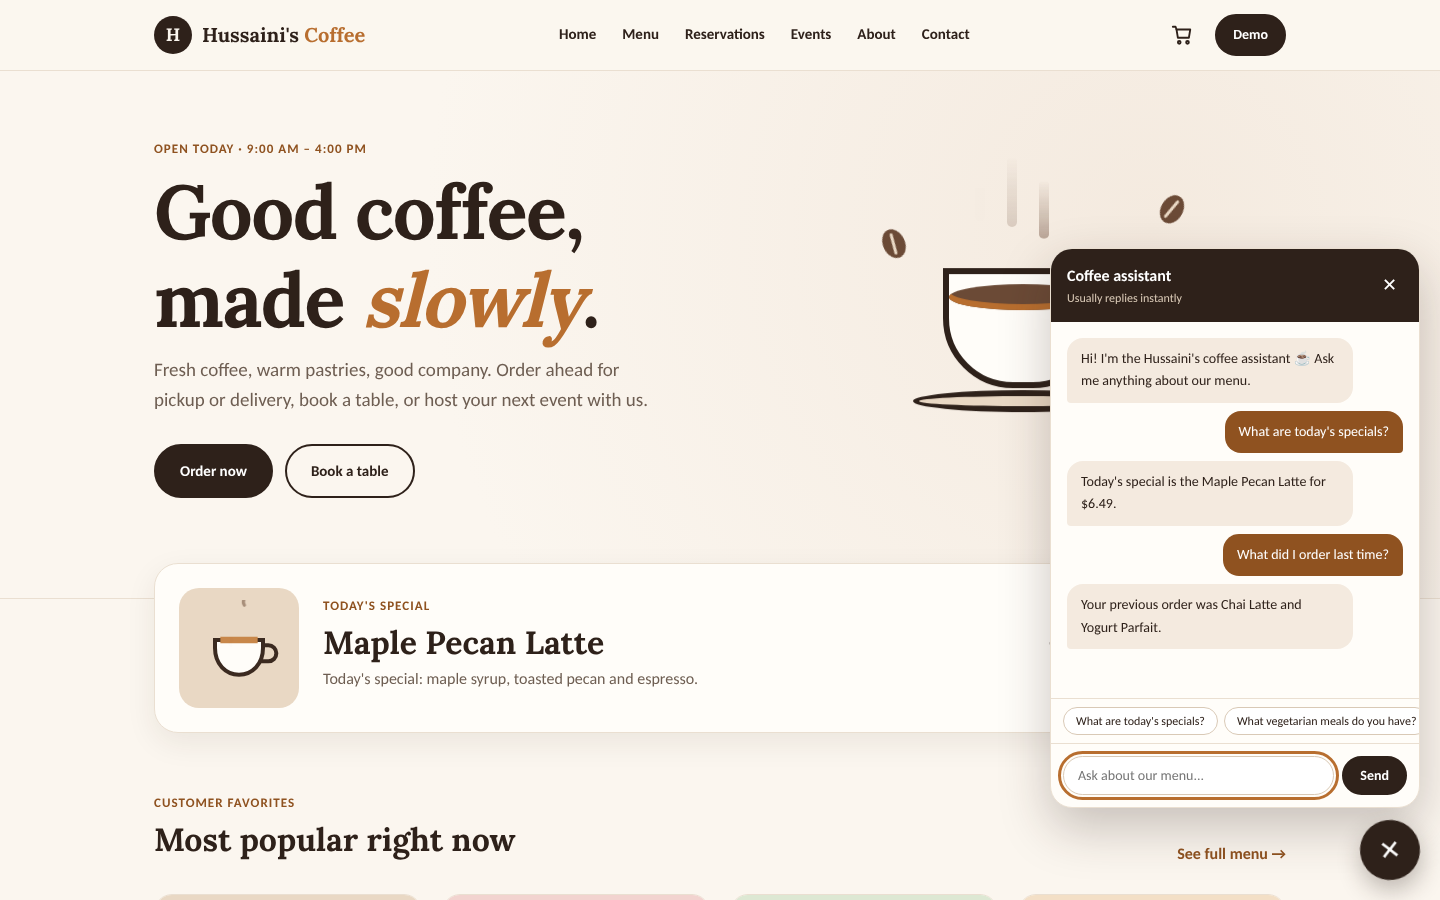 H Hussaini's Coffee
Home Menu Reservations Events About Contact
Demo
OPEN TODAY · 9:00 AM – 4:00 PM
Good coffee,
made slowly.
Fresh coffee, warm pastries, good company. Order ahead for
pickup or delivery, book a table, or host your next event with us.
Order now
Book a table
TODAY'S SPECIAL
Maple Pecan Latte
Today's special: maple syrup, toasted pecan and espresso.
CUSTOMER FAVORITES
Most popular right now
See full menu →
Coffee assistant
Usually replies instantly
Hi! I'm the Hussaini's coffee assistant ☕ Ask
me anything about our menu.
What are today's specials?
Today's special is the Maple Pecan Latte for
$6.49.
What did I order last time?
Your previous order was Chai Latte and
Yogurt Parfait.
What are today's specials?
What vegetarian meals do you have?
Ask about our menu...
Send